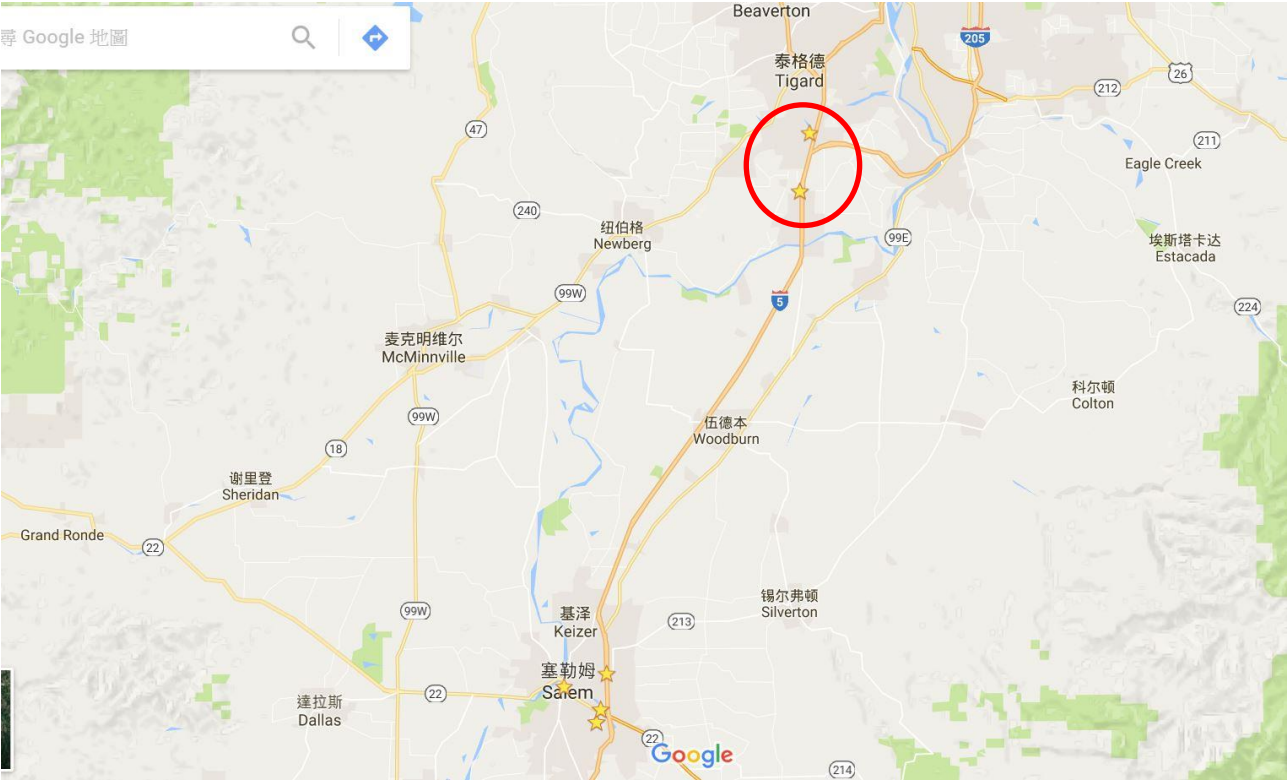 Beaverton
尋 Google 地圖
205
泰格德
Tigard
26
212
47
211
Eagle Creek
240
纽伯格
Newberg
99E
埃斯塔卡达
Estacada
99W
5
224
麦克明维尔
McMinnville
科尔顿
Colton
99W
伍德本
Woodburn
18
谢里登
Sheridan
Grand Ronde
22
锡尔弗顿
Silverton
99W
基泽
Keizer
213
塞勒姆
Salem
22
達拉斯
Dallas
22
Google
214